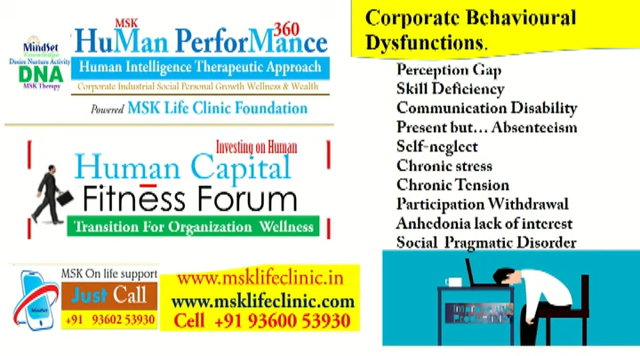 MSK
360
HuMan PerforMance
MindSet
Desire Nurture Activity
DNA
MSK Therapy
Human Intelligence Therapeutic Approach
Corporate Industrial Social Personal Growth Wellness & Wealth
Powered MSK Life Clinic Foundation
Investing on Human
Human Capital
Fitness Forum
Transition For Organization Wellness
MSK On life support
Just Call
+91 93602 53930
MindSet
www.msklifeclinic.in
www.msklifeclinic.com
Cell +91 93600 53930
Corporate Behavioural
Dysfunctions.
Perception Gap
Skill Deficiency
Communication Disability
Present but... Absenteeism
Self-neglect
Chronic stress
Chronic Tension
Participation Withdrawal
Anhedonia lack of interest
Social Pragmatic Disorder